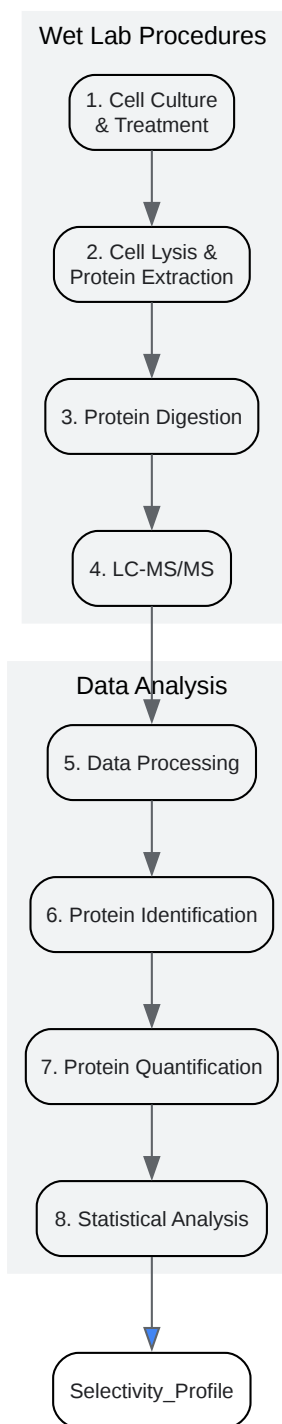 Wet Lab Procedures
1. Cell Culture
& Treatment
2. Cell Lysis &
Protein Extraction
3. Protein Digestion
4. LC-MS/MS
Data Analysis
5. Data Processing
6. Protein Identification
7. Protein Quantification
8. Statistical Analysis
Selectivity_Profile